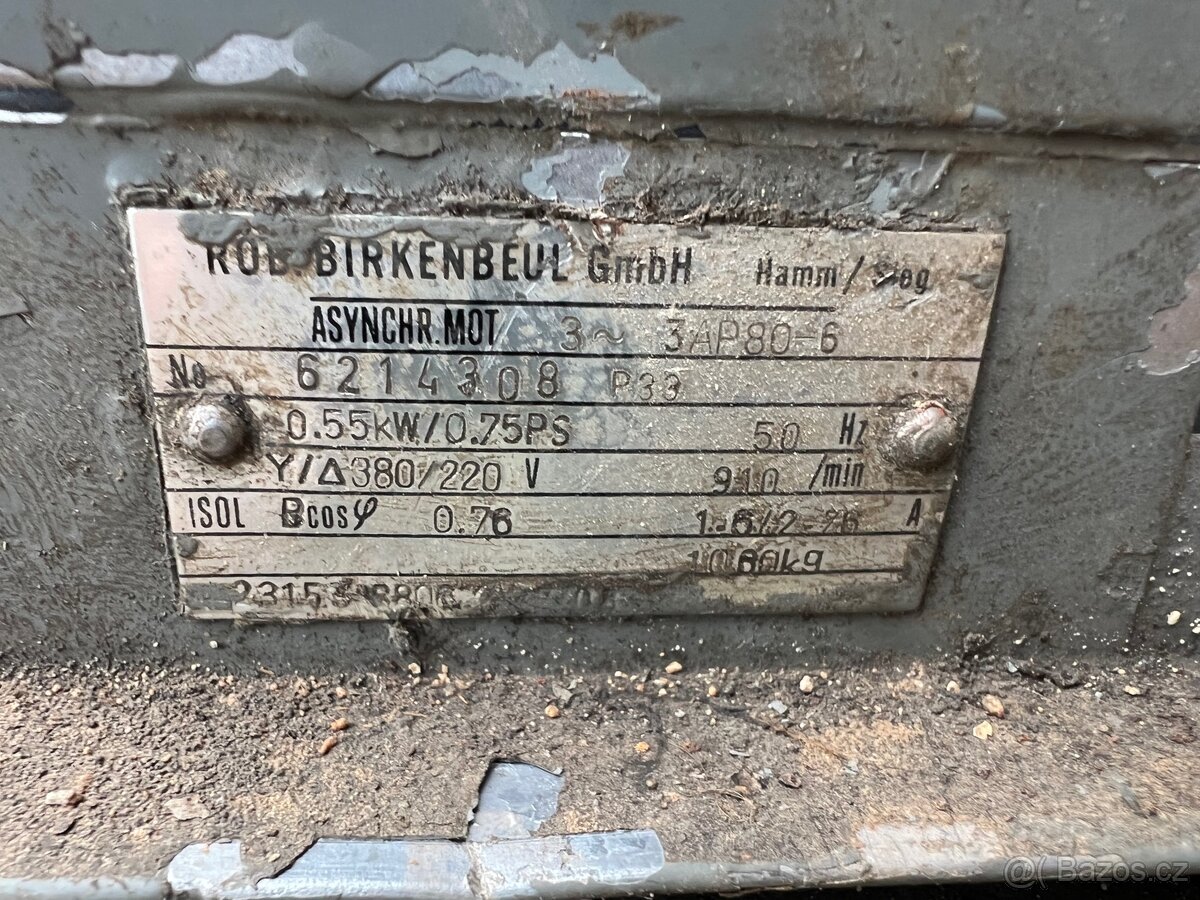 ROB. BIRKENBEUL GmbH Hamm/Sieg
ASYNCHR. MOT 3~ 3AP80-6
No 6214308 P33
0.55kW/0.75PS 50 Hz
Y/Δ380/220 V 910 /min
ISOL B cosφ 0.76 A
@( Bazos.cz